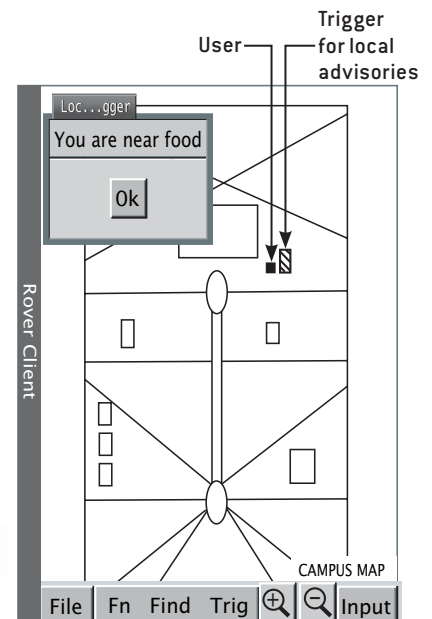 Trigger
User
for local
advisories
Loc...gger
You are near food
Ok
Rover Client
CAMPUS MAP
File Fn Find Trig Input